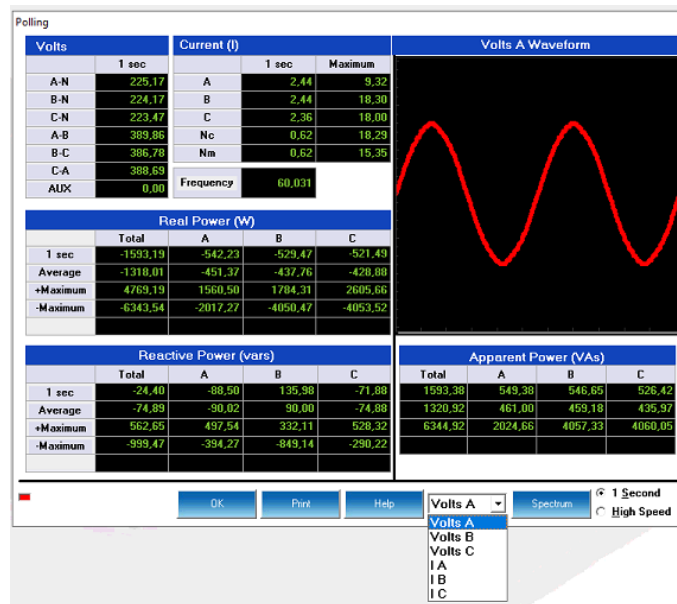 Polling
Volts
1 sec
A-N 225,17
B-N 224,17
C-N 223,47
A-B 389,86
B-C 386,78
C-A 388,69
AUX 0,00
Current (I)
1 sec Maximum
A 2,44 9,32
B 2,44 18,30
C 2,36 18,00
Nc 0,62 18,29
Nm 0,62 15,35
Frequency 60,031
Volts A Waveform
Real Power (W)
Total A B C
1 sec -1593,19 -542,23 -529,47 -521,49
Average -1318,01 -451,37 -437,76 -428,88
+Maximum 4769,19 1560,50 1784,31 2605,66
-Maximum -6343,54 -2017,27 -4050,47 -4053,52
Reactive Power (vars)
Total A B C
1 sec -24,40 -88,50 135,98 -71,88
Average -74,89 -90,02 90,00 -74,88
+Maximum 562,65 497,54 332,11 528,32
-Maximum -999,47 -394,27 -849,14 -290,22
Apparent Power (VAs)
Total A B C
1593,38 549,38 546,65 526,42
1320,92 461,00 459,18 435,97
6344,92 2024,66 4057,33 4060,05
OK Print Help Volts A Spectrum
1 Second
High Speed
Volts A
Volts B
Volts C
I A
I B
I C